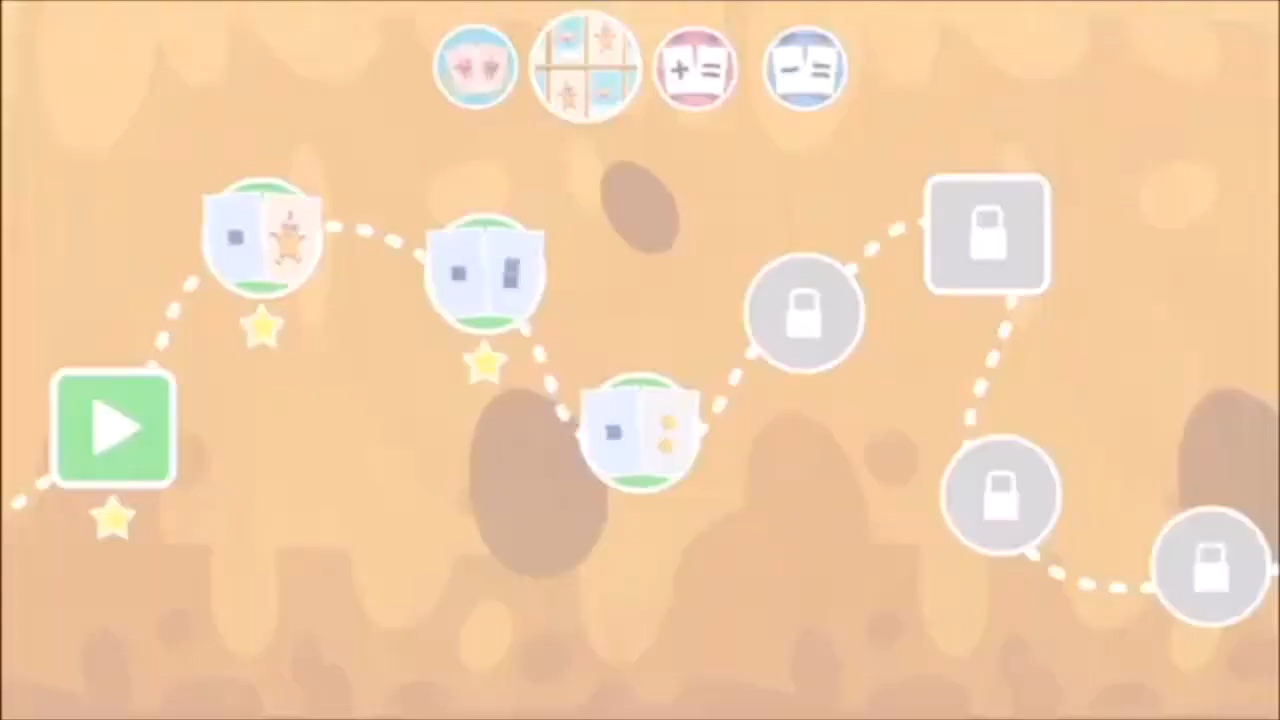 + =
- =